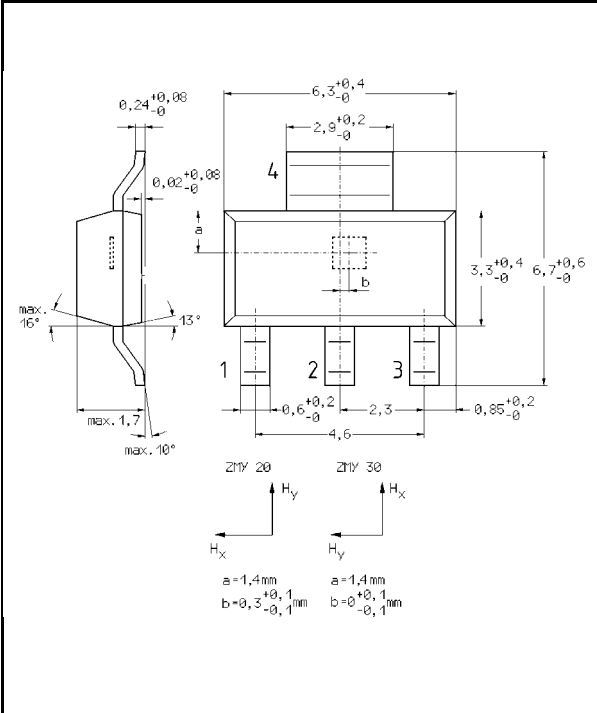 6,3+0,4 -0
0,24+0,08 -0
2,9+0,2 -0
4
0,02+0,08 -0
a
b
3,3+0,4 -0
6,7+0,6 -0
max. 16°
13°
1
2
3
max. 1,7
0,6+0,2 -0
2,3
0,85+0,2 -0
4,6
max. 10°
ZMY 20
ZMY 30
Hy
Hx
Hx
Hy
a=1,4mm
a=1,4mm
b=0,3+0,1 -0,1mm
b=0+0,1 -0,1mm